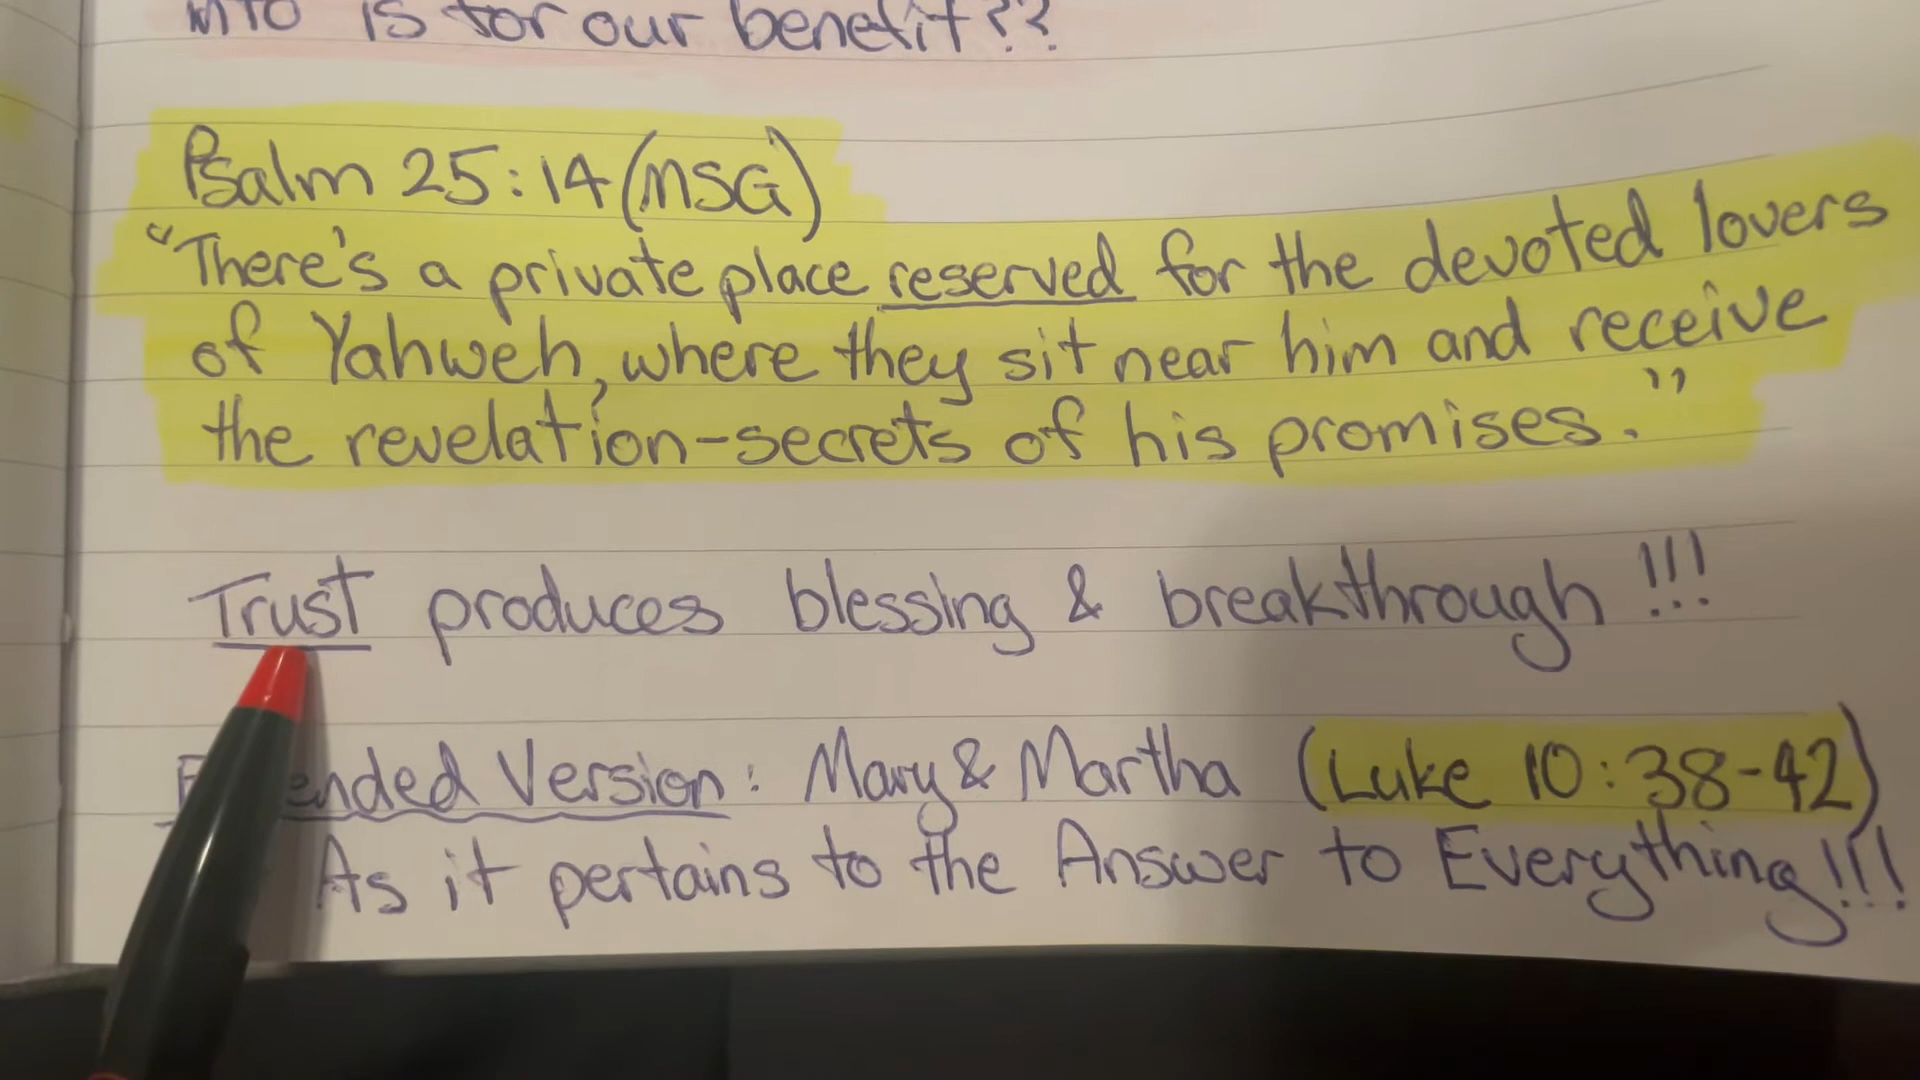 is for our benefit??
Psalm 25:14 (MSG)
"There's a private place reserved for the devoted lovers
of Yahweh, where they sit near him and receive
the revelation-secrets of his promises."
Trust produces blessing & breakthrough!!!
Version: Mary & Martha (Luke 10:38-42)
As it pertains to the Answer to Everything!!!